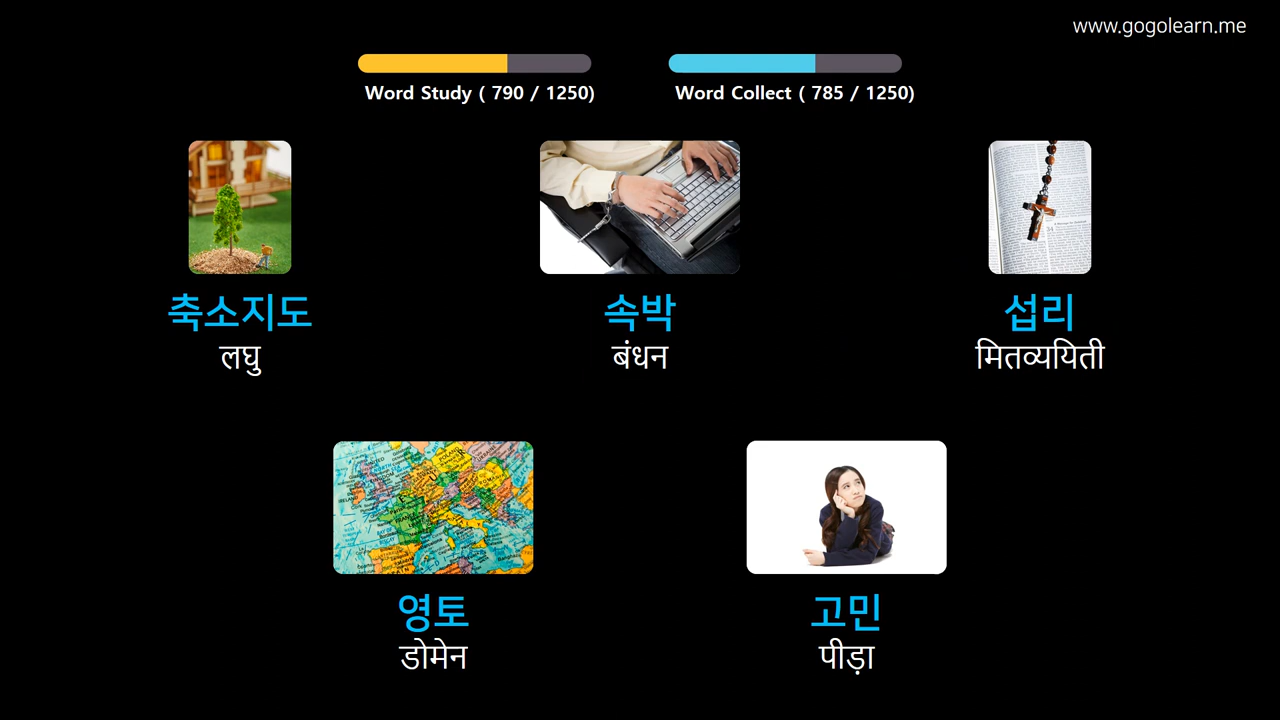 www.gogolearn.me
Word Study ( 790 / 1250)
Word Collect ( 785 / 1250)
축소지도
लघु
속박
बंधन
섭리
मितव्ययिती
영토
डोमेन
고민
पीड़ा